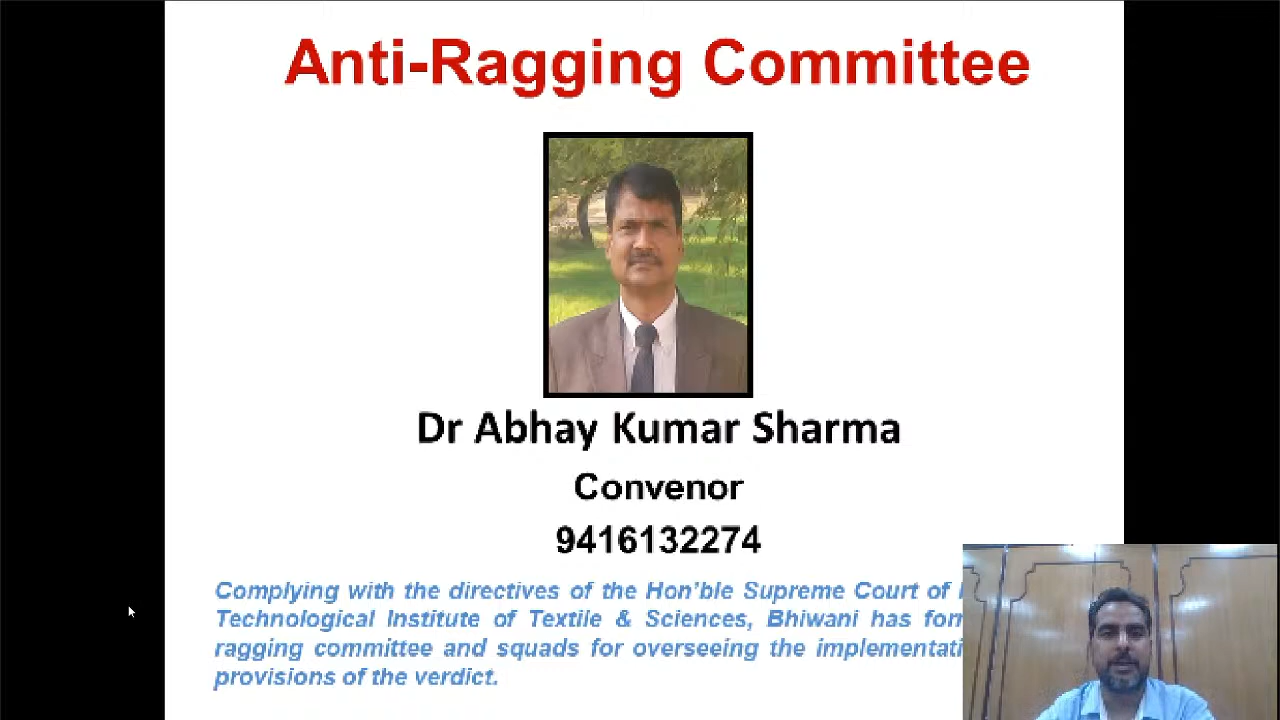 Anti-Ragging Committee
Dr Abhay Kumar Sharma
Convenor
9416132274
Complying with the directives of the Hon’ble Supreme Court of
Technological Institute of Textile & Sciences, Bhiwani has
ragging committee and squads for overseeing the
provisions of the verdict.